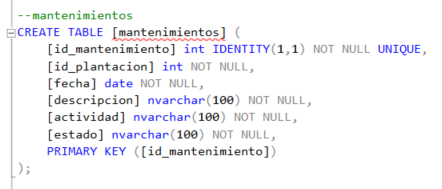 --mantenimientos
CREATE TABLE [mantenimientos] (
[id_mantenimiento] int IDENTITY(1,1) NOT NULL UNIQUE,
[id_plantacion] int NOT NULL,
[fecha] date NOT NULL,
[descripcion] nvarchar(100) NOT NULL,
[actividad] nvarchar(100) NOT NULL,
[estado] nvarchar(100) NOT NULL,
PRIMARY KEY ([id_mantenimiento])
);